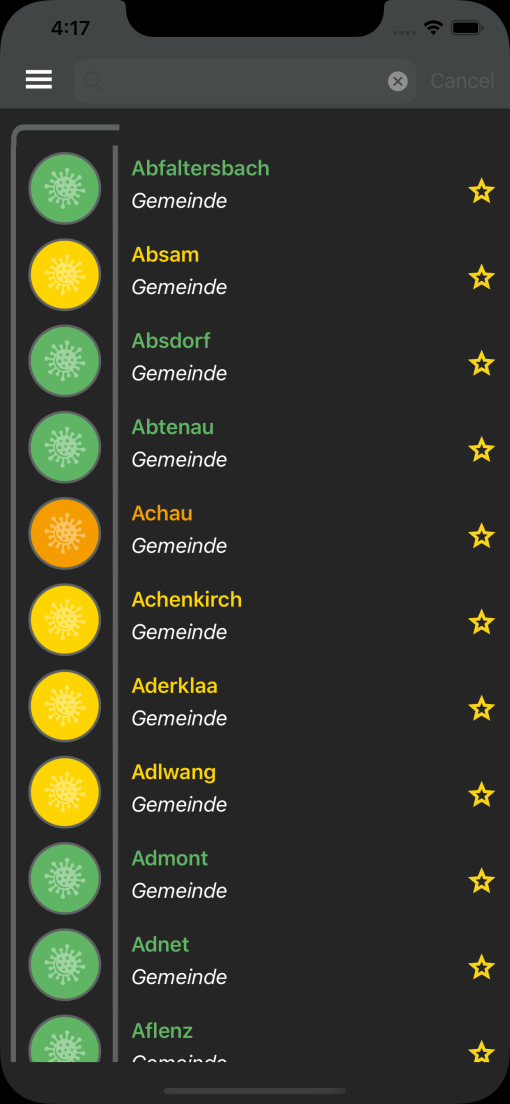 4:17
Cancel
Abfaltersbach
Gemeinde
Absam
Gemeinde
Absdorf
Gemeinde
Abtenau
Gemeinde
Achau
Gemeinde
Achenkirch
Gemeinde
Aderklaa
Gemeinde
Adlwang
Gemeinde
Admont
Gemeinde
Adnet
Gemeinde
Aflenz
Gemeinde